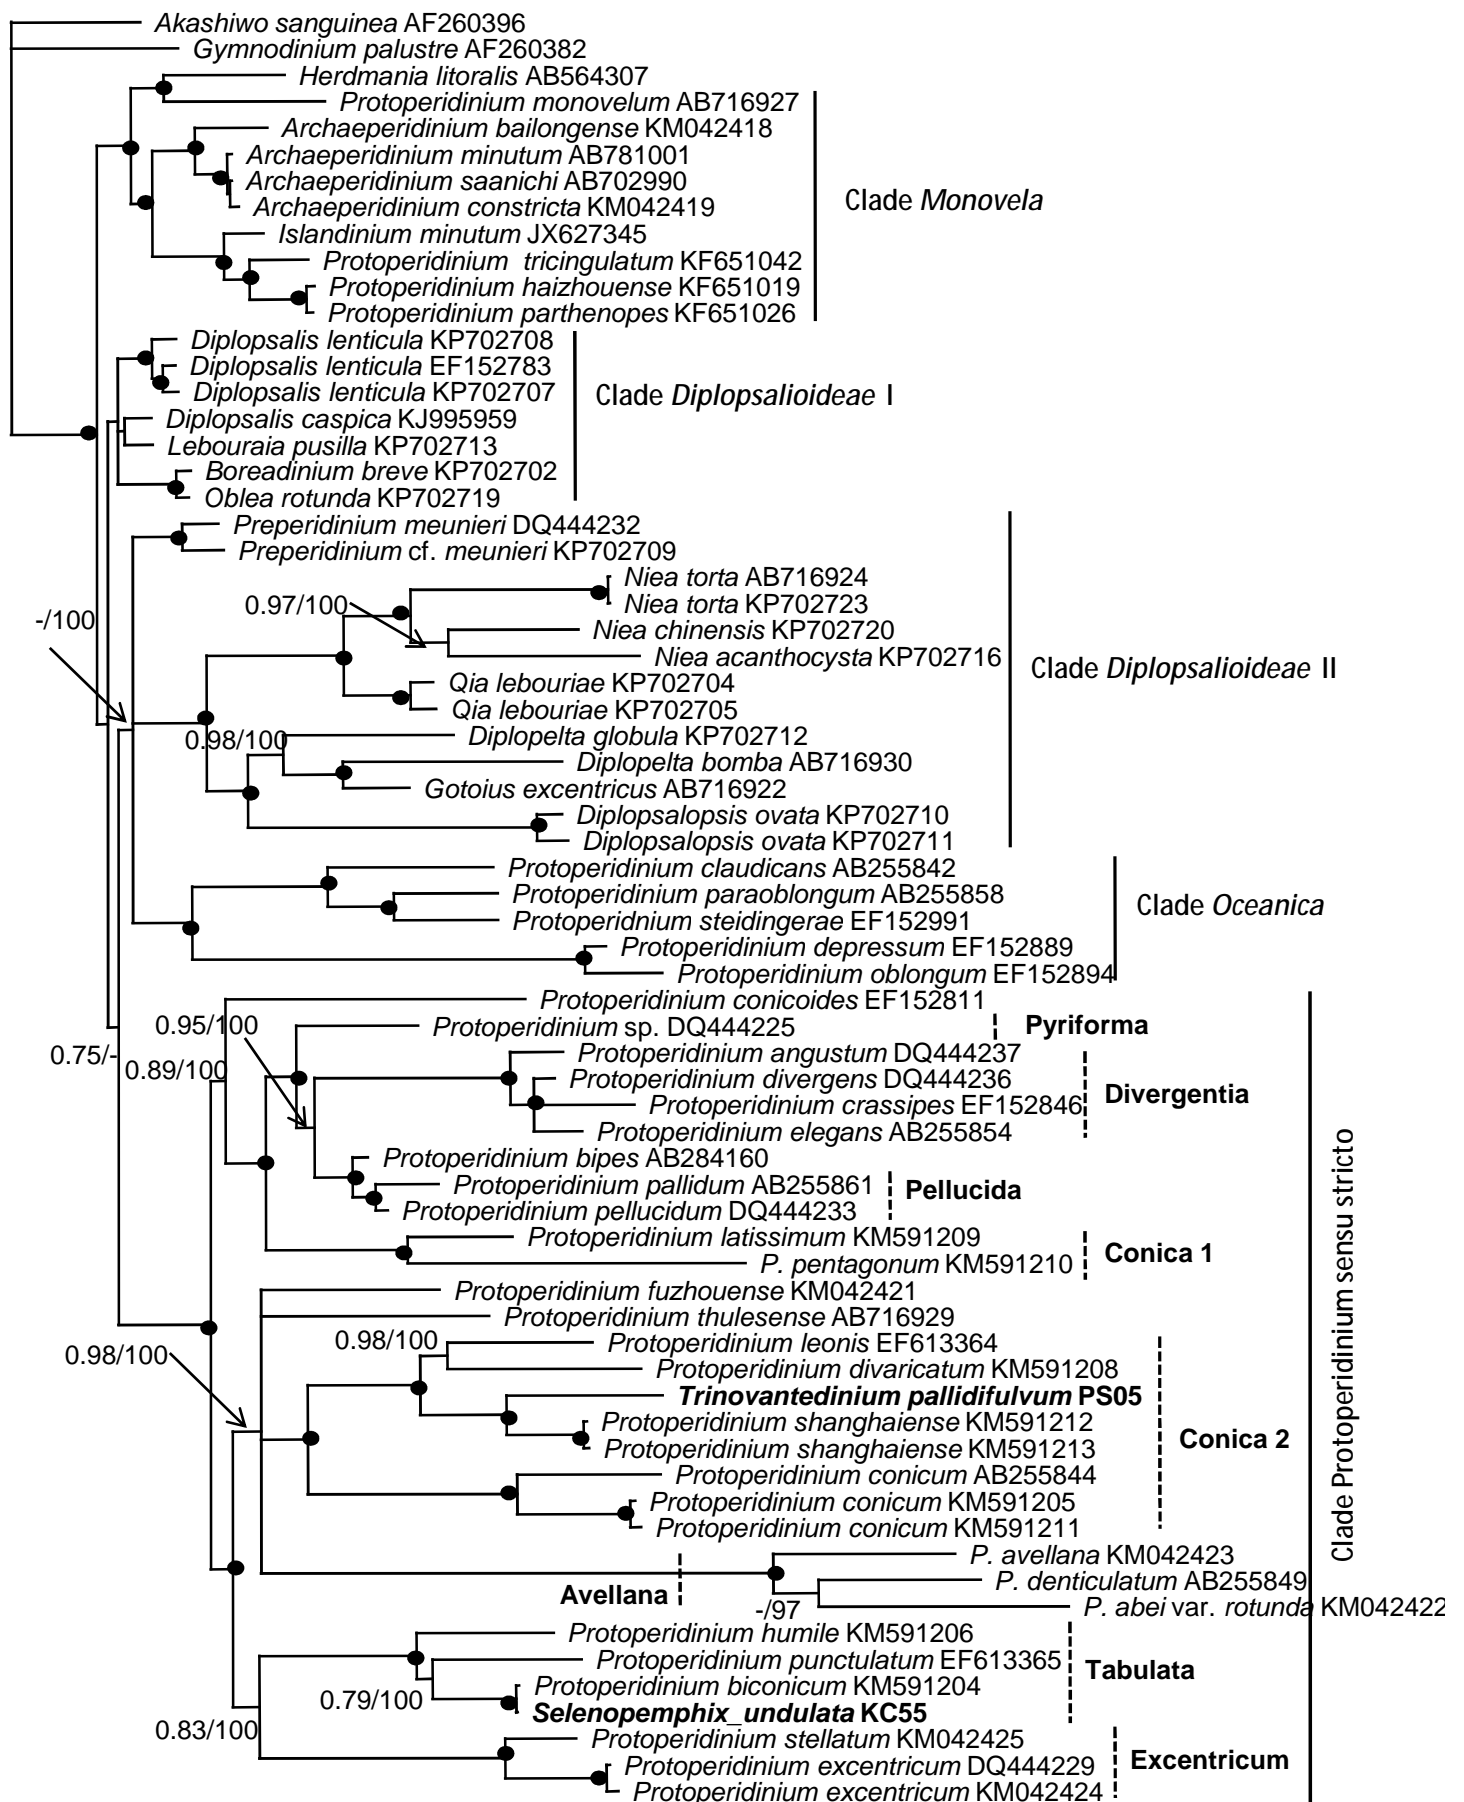 Akashiwo sanguinea AF260396
Gymnodinium palustre AF260382
Herdmania litoralis AB564307
Protoperidinium monovelum AB716927
Archaeperidinium bailongense KM042418
Archaeperidinium minutum AB781001
Archaeperidinium saanichi AB702990
Archaeperidinium constricta KM042419
Clade Monovela
Islandinium minutum JX627345
Protoperidinium tricingulatum KF651042
Protoperidinium haizhouense KF651019
Protoperidinium parthenopes KF651026
Diplopsalis lenticula KP702708
Diplopsalis lenticula EF152783
Diplopsalis lenticula KP702707
Clade Diplopsalioideae I
Diplopsalis caspica KJ995959
Lebouraia pusilla KP702713
Boreadinium breve KP702702
Oblea rotunda KP702719
Preperidinium meunieri DQ444232
Preperidinium cf. meunieri KP702709
Niea torta AB716924
0.97/100
Niea torta KP702723
-/100
Niea chinensis KP702720
Niea acanthocysta KP702716
Clade Diplopsalioideae II
Qia lebouriae KP702704
Qia lebouriae KP702705
0.98/100
Diplopelta globula KP702712
Diplopelta bomba AB716930
Gotoius excentricus AB716922
Diplopsalopsis ovata KP702710
Diplopsalopsis ovata KP702711
Protoperidinium claudicans AB255842
Protoperidinium paraoblongum AB255858
Clade Oceanica
Protoperidnium steidingerae EF152991
Protoperidinium depressum EF152889
Protoperidinium oblongum EF152894
Protoperidinium conicoides EF152811
0.95/100
Protoperidinium sp. DQ444225
Pyriforma
0.75/-
Protoperidinium angustum DQ444237
0.89/100
Protoperidinium divergens DQ444236
Divergentia
Protoperidinium crassipes EF152846
Protoperidinium elegans AB255854
Protoperidinium bipes AB284160
Protoperidinium pallidum AB255861
Pellucida
Protoperidinium pellucidum DQ444233
Protoperidinium latissimum KM591209
Conica 1
P. pentagonum KM591210
Protoperidinium fuzhouense KM042421
Protoperidinium thulesense AB716929
0.98/100
0.98/100
Protoperidinium leonis EF613364
Protoperidinium divaricatum KM591208
Trinovantedinium pallidifulvum PS05
Protoperidinium shanghaiense KM591212
Conica 2
Protoperidinium shanghaiense KM591213
Protoperidinium conicum AB255844
Protoperidinium conicum KM591205
Protoperidinium conicum KM591211
Clade Protoperidinium sensu stricto
P. avellana KM042423
Avellana
P. denticulatum AB255849
-/97
P. abei var. rotunda KM042422
Protoperidinium humile KM591206
Protoperidinium punctulatum EF613365
Tabulata
Protoperidinium biconicum KM591204
0.79/100
Selenopemphix_undulata KC55
0.83/100
Protoperidinium stellatum KM042425
Excentricum
Protoperidinium excentricum DQ444229
Protoperidinium excentricum KM042424